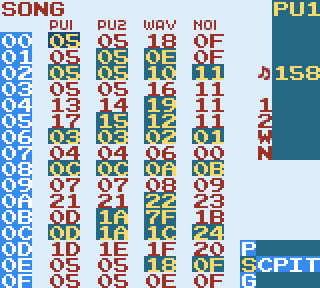 SONG PU1
PU1 PU2 WAV NOI
00 05 05 18 0F
01 05 05 0E 0F
02 05 05 10 11 ♫158
03 05 05 16 11
04 13 14 19 11 1
05 17 15 12 11 2
06 03 03 02 01 W
07 04 04 06 00 N
08 0C 0C 0A 0B
09 07 07 08 09
0A 21 21 22 23
0B 0D 1A 7F 1B
0C 0D 1A 1C 24
0D 1D 1E 1F 20 P
0E 05 05 18 0F SCPIT
0F 05 05 0E 0F G